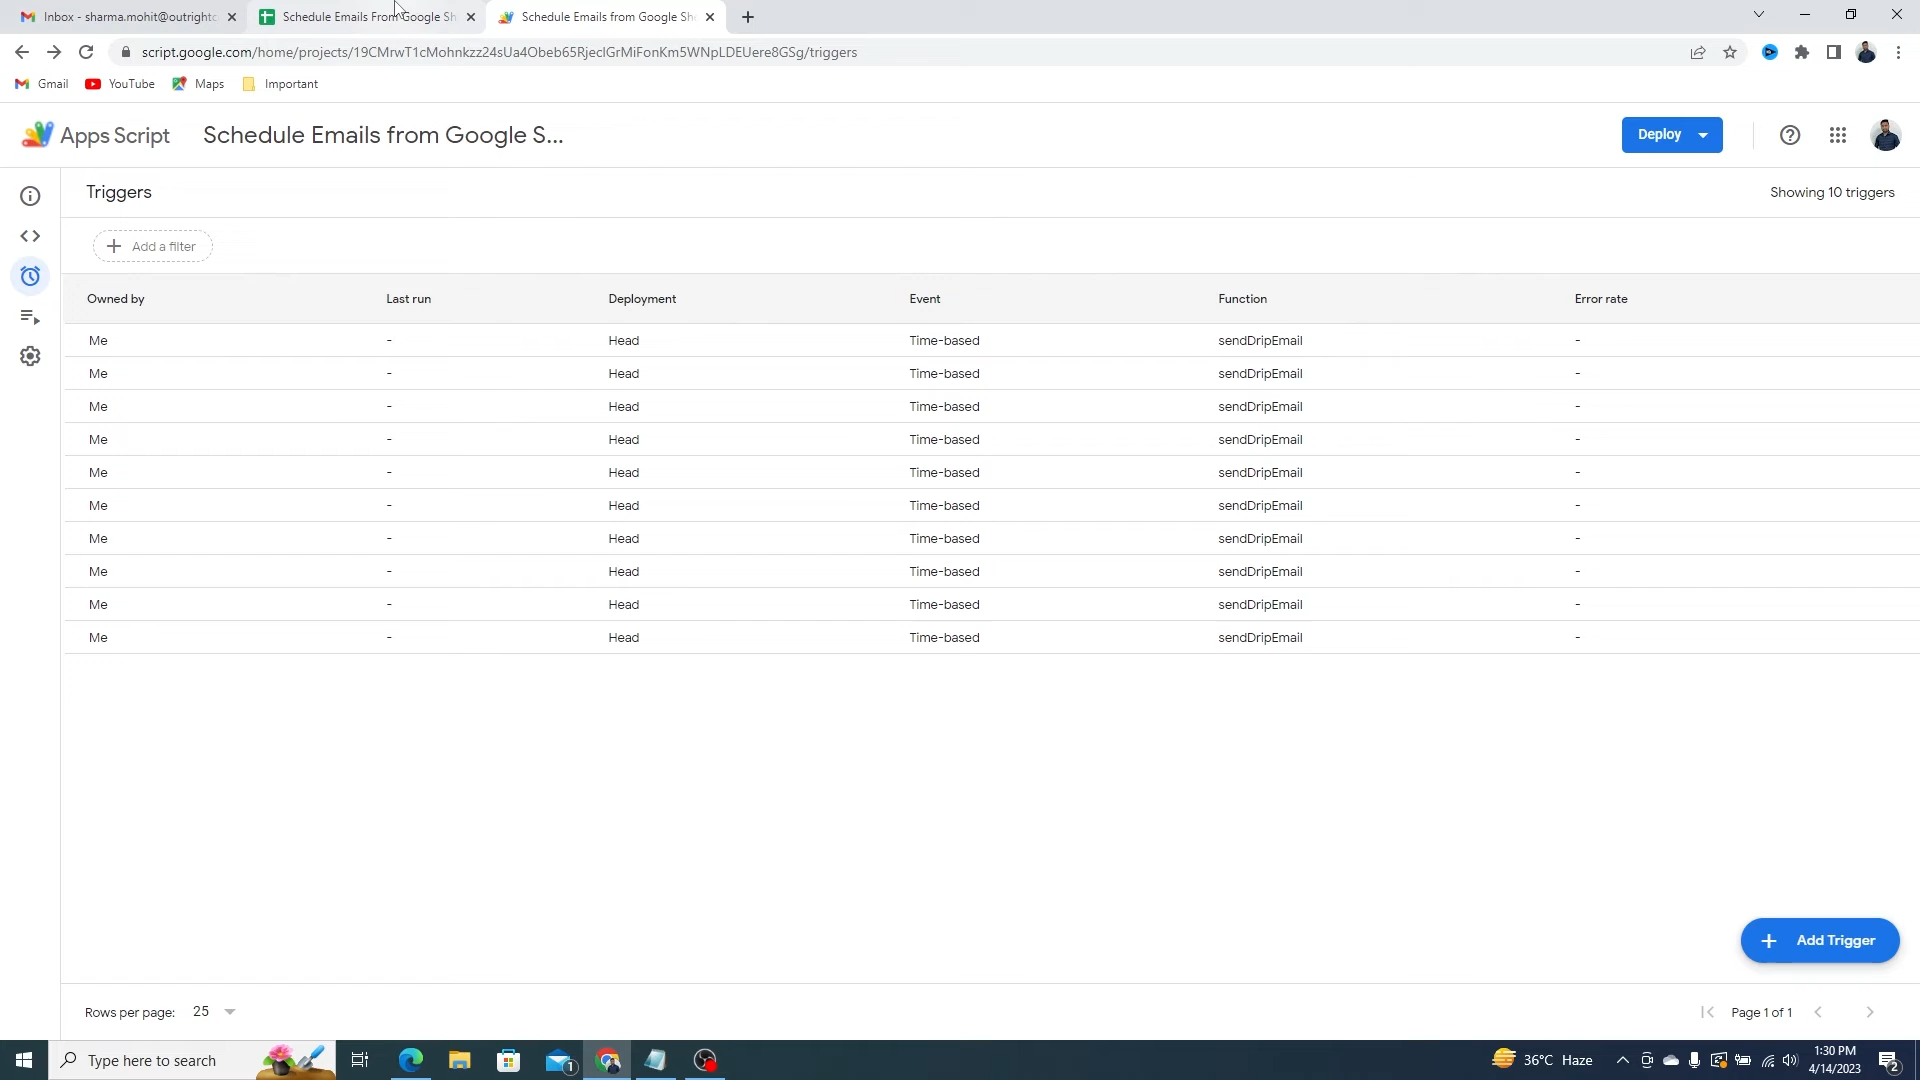 Inbox - sharma.mohit@outrightc
Schedule Emails From Google Sh
Schedule Emails from Google She
script.google.com/home/projects/19CMrwT1cMohnkzz24sUa4Obeb65RjeclGrMiFonKm5WNpLDEUere8GSg/triggers
Gmail YouTube Maps Important
Apps Script Schedule Emails from Google S... Deploy
Triggers Showing 10 triggers
Add a filter
Owned by Last run Deployment Event Function Error rate
Me - Head Time-based sendDripEmail -
Me - Head Time-based sendDripEmail -
Me - Head Time-based sendDripEmail -
Me - Head Time-based sendDripEmail -
Me - Head Time-based sendDripEmail -
Me - Head Time-based sendDripEmail -
Me - Head Time-based sendDripEmail -
Me - Head Time-based sendDripEmail -
Me - Head Time-based sendDripEmail -
Me - Head Time-based sendDripEmail -
+ Add Trigger
Rows per page: 25 Page 1 of 1
Type here to search 1 36°C Haze 1:30 PM
4/14/2023 2